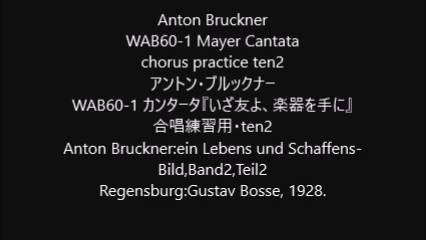 Anton Bruckner
WAB60-1 Mayer Cantata
chorus practice ten2
アントン・ブルックナー
WAB60-1 カンタータ『いざ友よ、楽器を手に』
合唱練習用・ten2
Anton Bruckner:ein Lebens und Schaffens-
Bild,Band2,Teil2
Regensburg:Gustav Bosse, 1928.